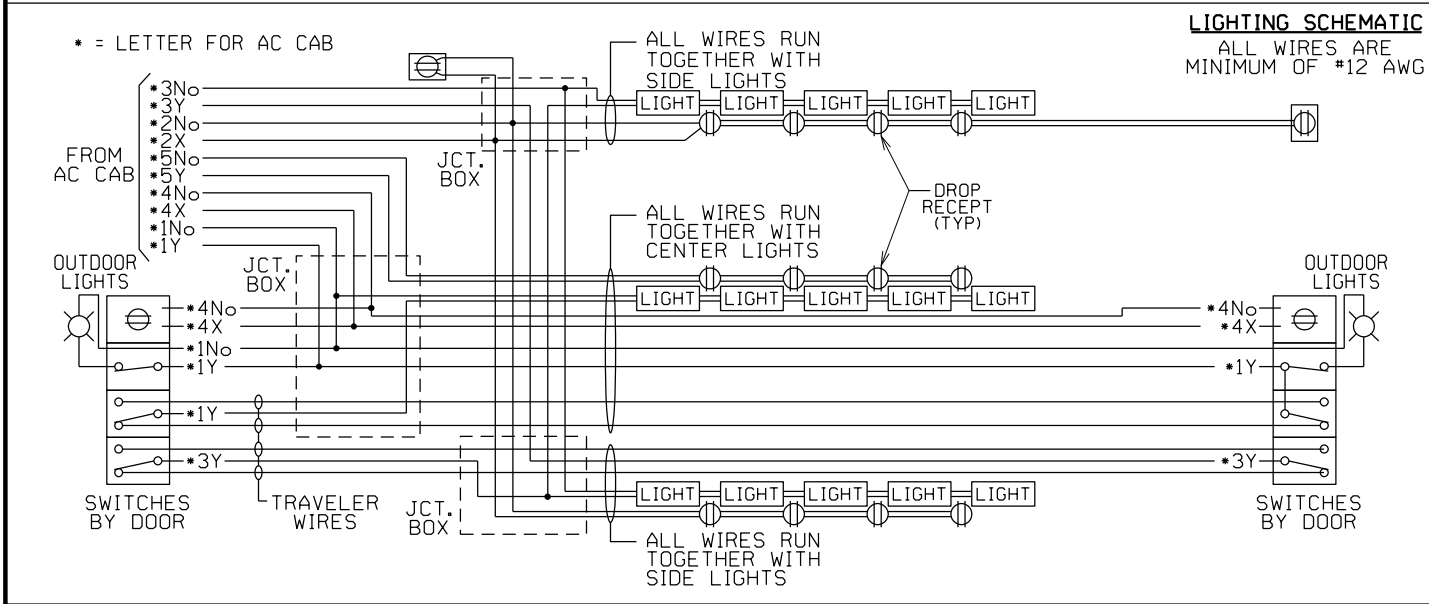 LIGHTING SCHEMATIC
ALL WIRES ARE
MINIMUM OF #12 AWG
* = LETTER FOR AC CAB
ALL WIRES RUN
TOGETHER WITH
SIDE LIGHTS
*3No
*3Y
*2No
*2X
*5No
*5Y
*4No
*4X
*1No
*1Y
FROM
AC CAB
JCT.
BOX
LIGHT LIGHT LIGHT LIGHT LIGHT
DROP
RECEPT
(TYP)
ALL WIRES RUN
TOGETHER WITH
CENTER LIGHTS
OUTDOOR
LIGHTS
JCT.
BOX
OUTDOOR
LIGHTS
LIGHT LIGHT LIGHT LIGHT LIGHT
*4No
*4X
*1No
*1Y
*1Y
*3Y
*4No
*4X
*1Y
*3Y
SWITCHES
BY DOOR
TRAVELER
WIRES
JCT.
BOX
LIGHT LIGHT LIGHT LIGHT LIGHT
SWITCHES
BY DOOR
ALL WIRES RUN
TOGETHER WITH
SIDE LIGHTS